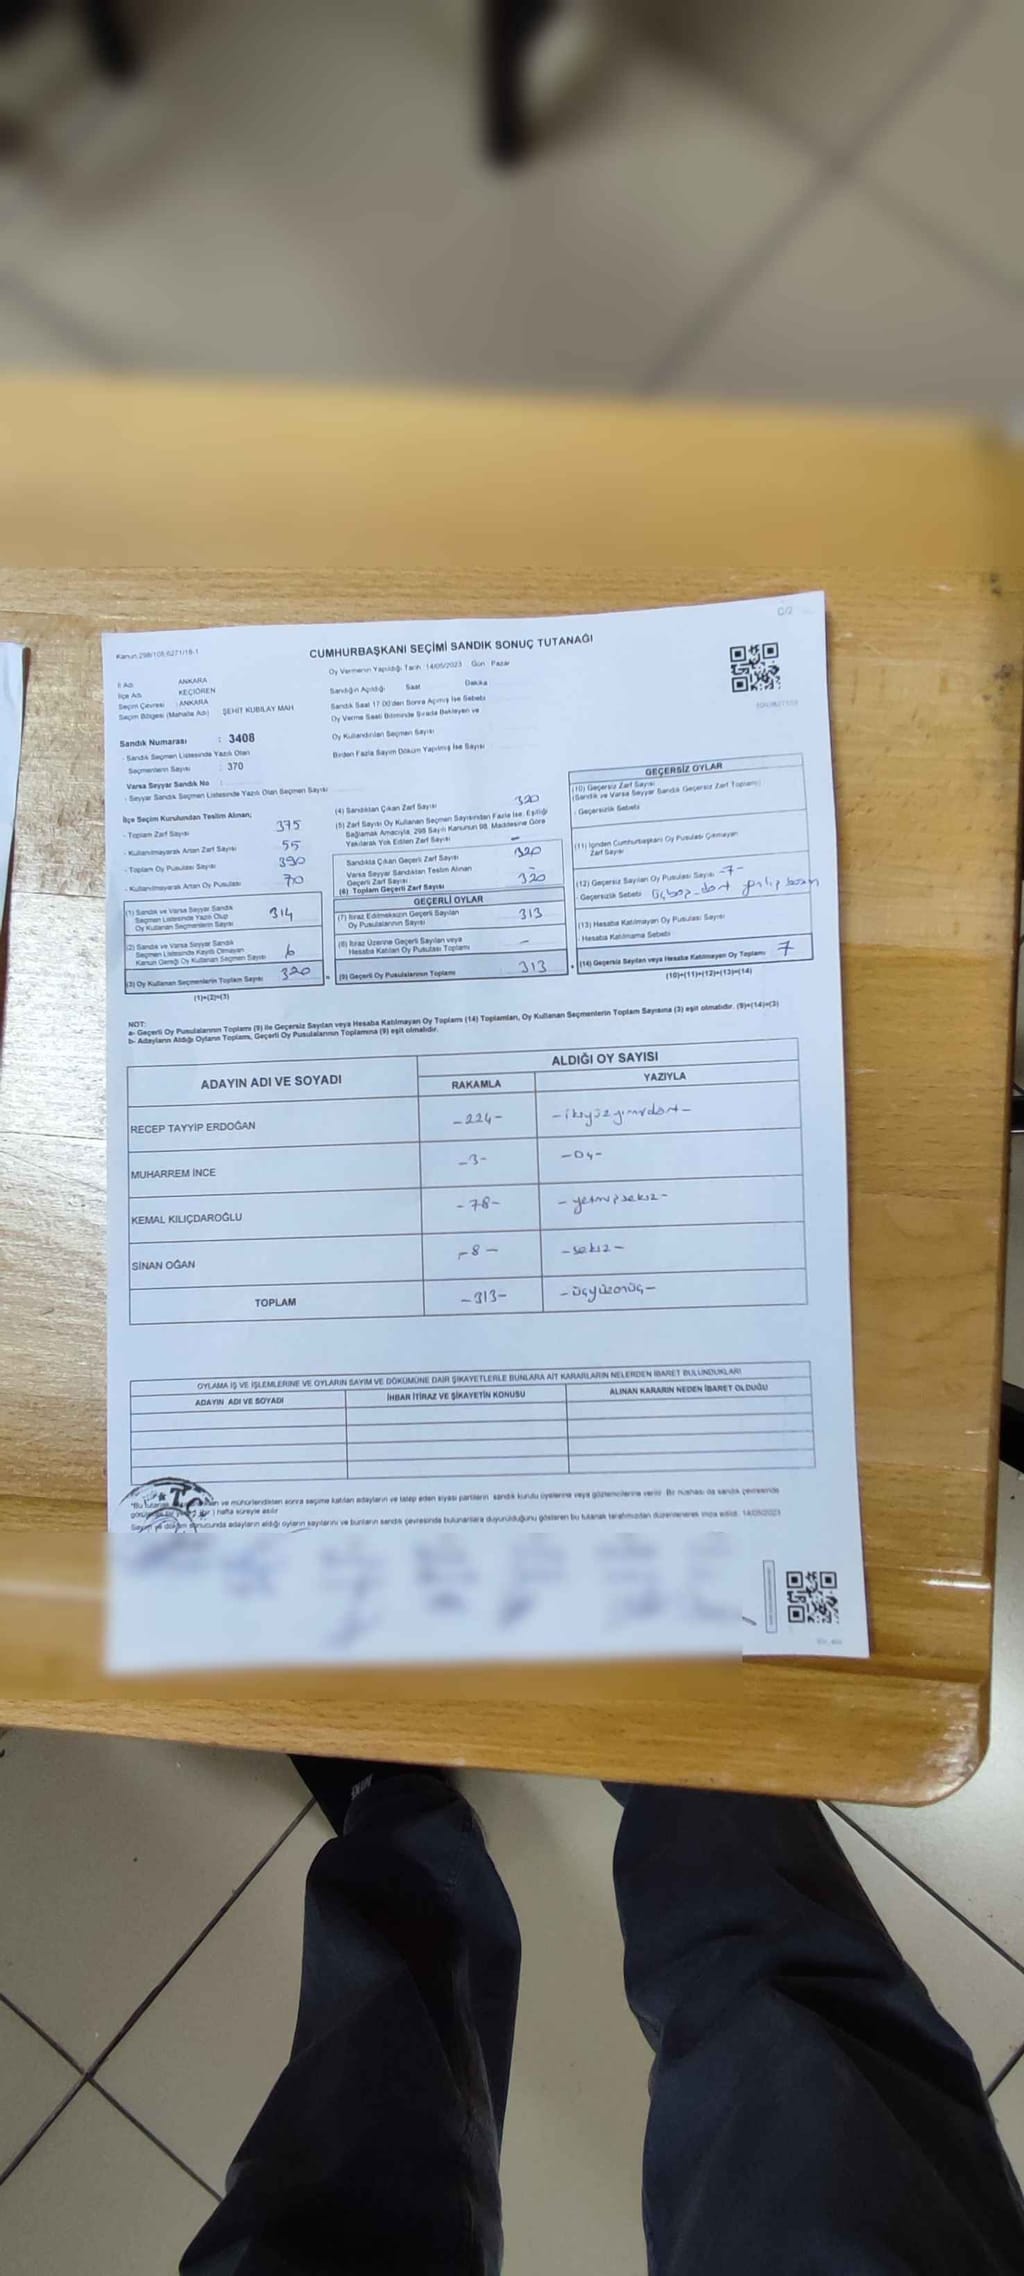 C/2
Kanun:298/105;6271/18-1
CUMHURBAŞKANI SEÇİMİ SANDIK SONUÇ TUTANAĞI
Oy Vermenin Yapıldığı Tarih 14/05/2023 Gün Pazar
İl Adı ANKARA
İlçe Adı KEÇİÖREN
Seçim Çevresi : ANKARA
Seçim Bölgesi (Mahalle Adı) ŞEHİT KUBİLAY MAH
Sandığın Açıldığı Saat Dakika
Sandık Saat 17.00'den Sonra Açılmış İse Sebebi
Oy Verme Saati Bitiminde Sırada Bekleyen ve
Oy Kullandırılan Seçmen Sayısı
Birden Fazla Sayım Döküm Yapılmış İse Sayısı
Sandık Numarası : 3408
- Sandık Seçmen Listesinde Yazılı Olan
Seçmenlerin Sayısı : 370
Varsa Seyyar Sandık No :
- Seyyar Sandık Seçmen Listesinde Yazılı Olan Seçmen Sayısı
İlçe Seçim Kurulundan Teslim Alınan;
- Toplam Zarf Sayısı 375
- Kullanılmayarak Artan Zarf Sayısı 55
- Toplam Oy Pusulası Sayısı 390
- Kullanılmayarak Artan Oy Pusulası 70
(1) Sandık ve Varsa Seyyar Sandık
Seçmen Listesinde Yazılı Olup
Oy Kullanan Seçmenlerin Sayısı 314
(2) Sandık ve Varsa Seyyar Sandık
Seçmen Listesinde Kayıtlı Olmayan
Kanun Gereği Oy Kullanan Seçmen Sayısı 6
(3) Oy Kullanan Seçmenlerin Toplam Sayısı 320
(1)+(2)=(3)
(4) Sandıktan Çıkan Zarf Sayısı 320
(5) Zarf Sayısı Oy Kullanan Seçmen Sayısından Fazla İse, Eşitliği
Sağlamak Amacıyla, 298 Sayılı Kanunun 98. Maddesine Göre
Yakılarak Yok Edilen Zarf Sayısı –
Sandıkta Çıkan Geçerli Zarf Sayısı 320
Varsa Seyyar Sandıktan Teslim Alınan
Geçerli Zarf Sayısı –
(6) Toplam Geçerli Zarf Sayısı 320
GEÇERLİ OYLAR
(7) İtiraz Edilmeksizin Geçerli Sayılan
Oy Pusulalarının Sayısı 313
(8) İtiraz Üzerine Geçerli Sayılan veya
Hesaba Katılan Oy Pusulası Toplamı –
(9) Geçerli Oy Pusulalarının Toplamı 313
GEÇERSİZ OYLAR
(10) Geçersiz Zarf Sayısı
(Sandık ve Varsa Seyyar Sandık Geçersiz Zarf Toplamı)
- Geçersizlik Sebebi
(11) İçinden Cumhurbaşkanı Oy Pusulası Çıkmayan
Zarf Sayısı
(12) Geçersiz Sayılan Oy Pusulası Sayısı -7-
- Geçersizlik Sebebi
(13) Hesaba Katılmayan Oy Pusulası Sayısı
- Hesaba Katılmama Sebebi
(14) Geçersiz Sayılan veya Hesaba Katılmayan Oy Toplamı 7
(10)+(11)+(12)+(13)=(14)
NOT:
a- Geçerli Oy Pusulalarının Toplamı (9) ile Geçersiz Sayılan veya Hesaba Katılmayan Oy Toplamı (14) Toplamları, Oy Kullanan Seçmenlerin Toplam Sayısına (3) eşit olmalıdır. (9)+(14)=(3)
b- Adayların Aldığı Oyların Toplamı, Geçerli Oy Pusulalarının Toplamına (9) eşit olmalıdır.
ADAYIN ADI VE SOYADI
ALDIĞI OY SAYISI
RAKAMLA YAZIYLA
RECEP TAYYİP ERDOĞAN -224- -ikiyüzyirmidört-
MUHARREM İNCE -3-
KEMAL KILIÇDAROĞLU -78- -yetmişsekiz-
SİNAN OĞAN -8- -sekiz-
TOPLAM -313- -üçyüzonüç-
OYLAMA İŞ VE İŞLEMLERİNE VE OYLARIN SAYIM VE DÖKÜMÜNE DAİR ŞİKAYETLERLE BUNLARA AİT KARARLARIN NELERDEN İBARET BULUNDUKLARI
ADAYIN ADI VE SOYADI İHBAR İTİRAZ VE ŞİKAYETİN KONUSU ALINAN KARARIN NEDEN İBARET OLDUĞU
ve mühürlendikten sonra seçime katılan adayların ve talep eden siyasi partilerin sandık kurulu üyelerine veya gözlemcilerine verilir. Bir nüshası da sandık çevresinde
hafta süreyle asılır
Sayım ve döküm sonucunda adayların aldığı oyların sayılarını ve bunların sandık çevresinde bulunanlara duyurulduğunu gösteren bu tutanak tarafımızdan düzenlenerek imza edildi. 14/05/2023